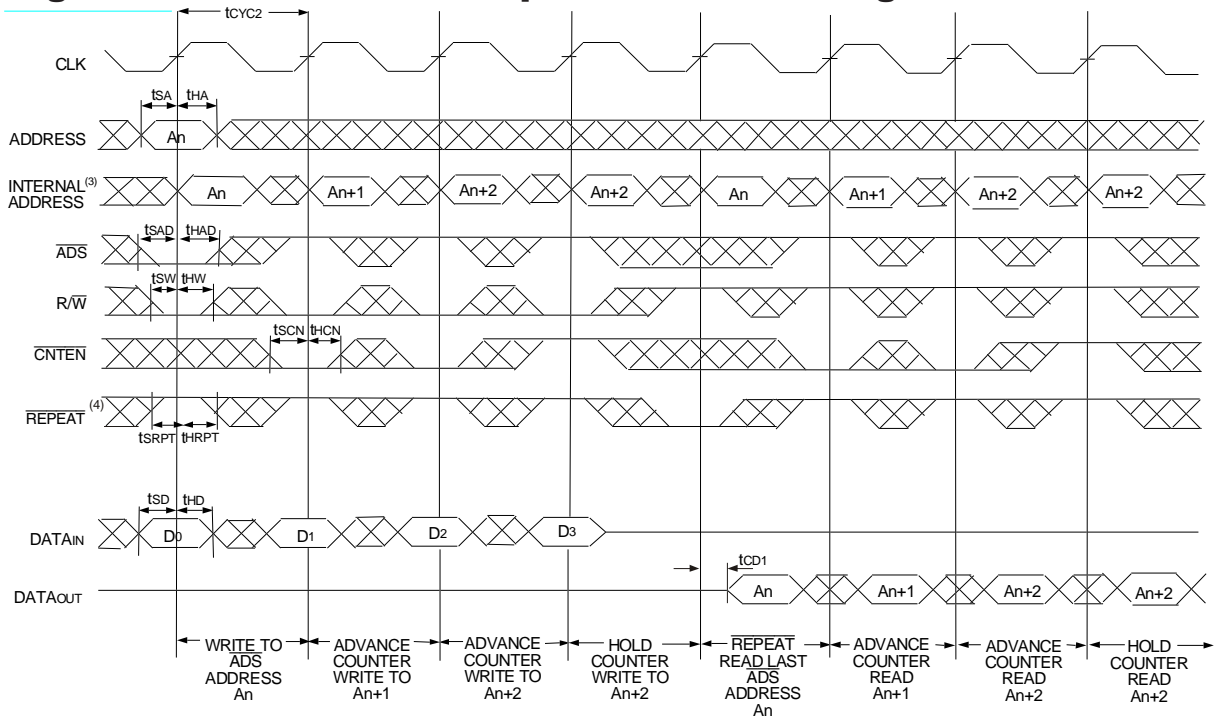 tCYC2
CLK
tSA tHA
ADDRESS An
INTERNAL(3)
ADDRESS
An An+1 An+2 An+2 An An+1 An+2 An+2
tSAD tHAD
ADS
tSW tHW
R/W
tSCN tHCN
CNTEN
REPEAT (4)
tSRPT tHRPT
tSD tHD
DATAIN D0 D1 D2 D3
tCD1
DATAOUT An An+1 An+2 An+2
WRITE TO
ADS
ADDRESS
An
ADVANCE
COUNTER
WRITE TO
An+1
ADVANCE
COUNTER
WRITE TO
An+2
HOLD
COUNTER
WRITE TO
An+2
REPEAT
READ LAST
ADS
ADDRESS
An
ADVANCE
COUNTER
READ
An+1
ADVANCE
COUNTER
READ
An+2
HOLD
COUNTER
READ
An+2